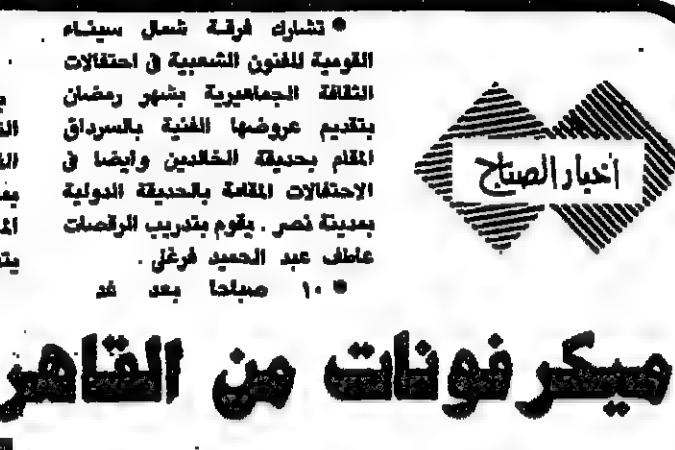 أخبار الصباح
● تشارك فرقة شمال سيناء
القومية للفنون الشعبية في احتفالات
الثقافة الجماهيرية بشهر رمضان
بتقديم عروضها الفنية بالسرداق
المقام بحديقة الخالدين وايضا في
الاحتفالات المقامة بالحديقة الدولية
بمدينة نصر . يقوم بتدريب الرقصات
عاطف عبد الحميد فرغلي .
● ١٠ صباحا بعد غد
ميكرفونات من القاهر